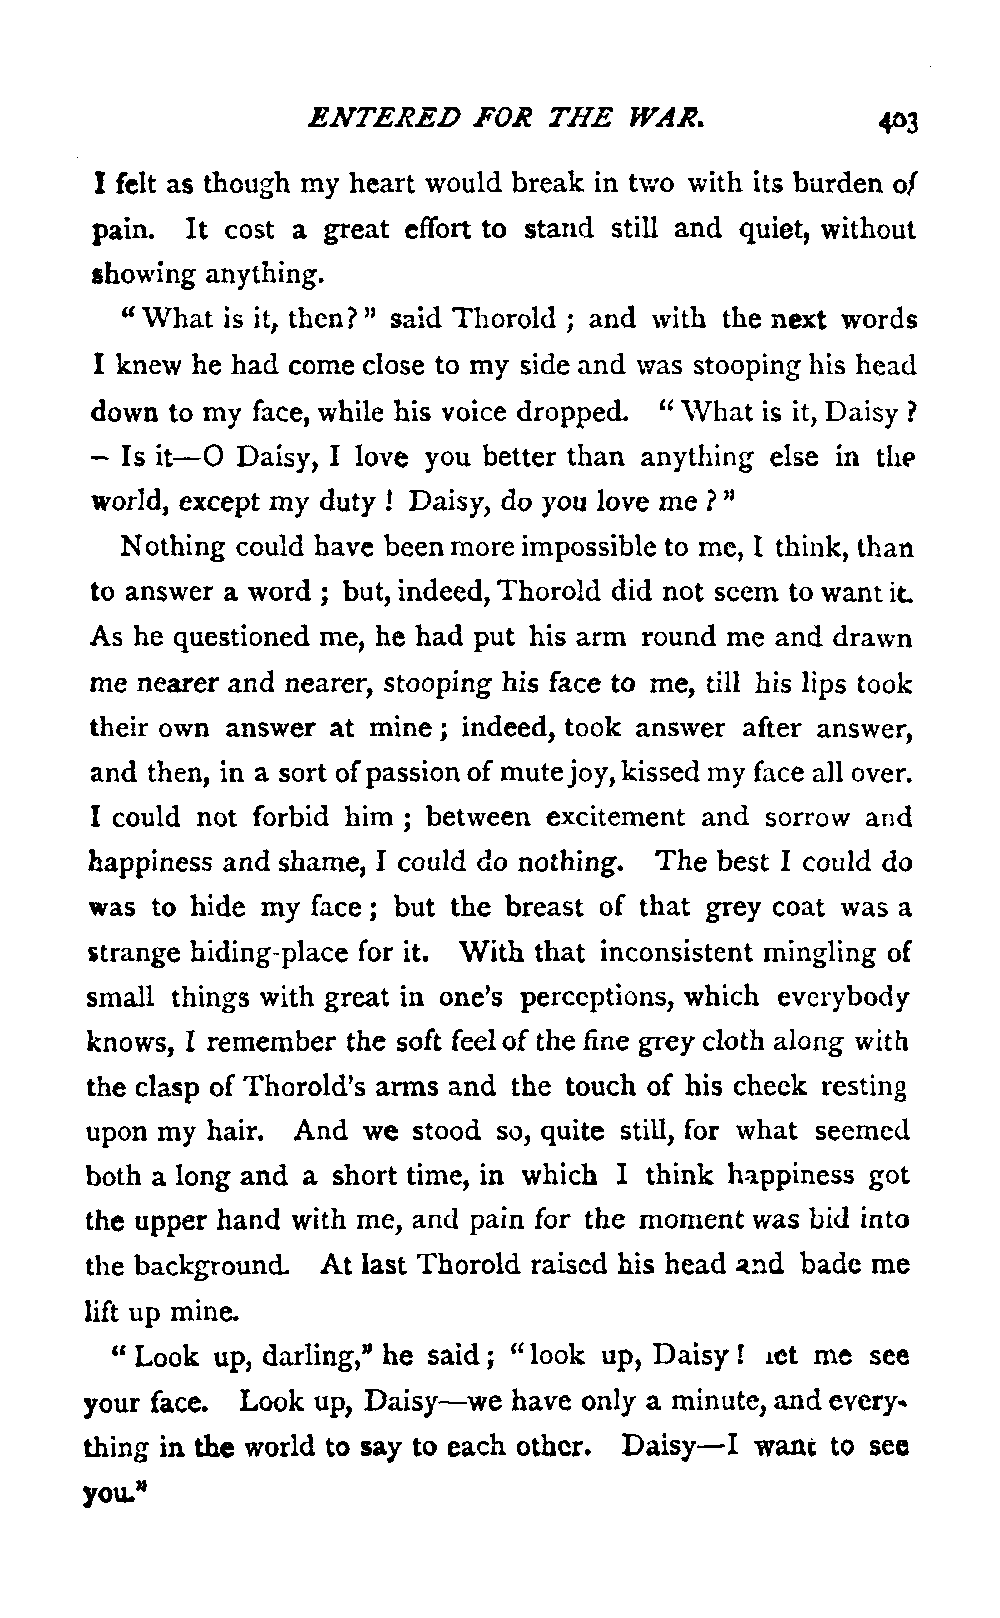 ENTERED FOR THE WAR. 403
I felt as though my heart would break in two with its burden of
pain. It cost a great effort to stand still and quiet, without
showing anything.
"What is it, then?" said Thorold ; and with the next words
I knew he had come close to my side and was stooping his head
down to my face, while his voice dropped. "What is it, Daisy ?
– Is it—O Daisy, I love you better than anything else in the
world, except my duty ! Daisy, do you love me ?"
Nothing could have been more impossible to me, I think, than
to answer a word ; but, indeed, Thorold did not seem to want it.
As he questioned me, he had put his arm round me and drawn
me nearer and nearer, stooping his face to me, till his lips took
their own answer at mine ; indeed, took answer after answer,
and then, in a sort of passion of mute joy, kissed my face all over.
I could not forbid him ; between excitement and sorrow and
happiness and shame, I could do nothing. The best I could do
was to hide my face ; but the breast of that grey coat was a
strange hiding-place for it. With that inconsistent mingling of
small things with great in one's perceptions, which everybody
knows, I remember the soft feel of the fine grey cloth along with
the clasp of Thorold's arms and the touch of his cheek resting
upon my hair. And we stood so, quite still, for what seemed
both a long and a short time, in which I think happiness got
the upper hand with me, and pain for the moment was bid into
the background. At last Thorold raised his head and bade me
lift up mine.
"Look up, darling," he said ; "look up, Daisy ! let me see
your face. Look up, Daisy—we have only a minute, and every-
thing in the world to say to each other. Daisy—I want to see
you."